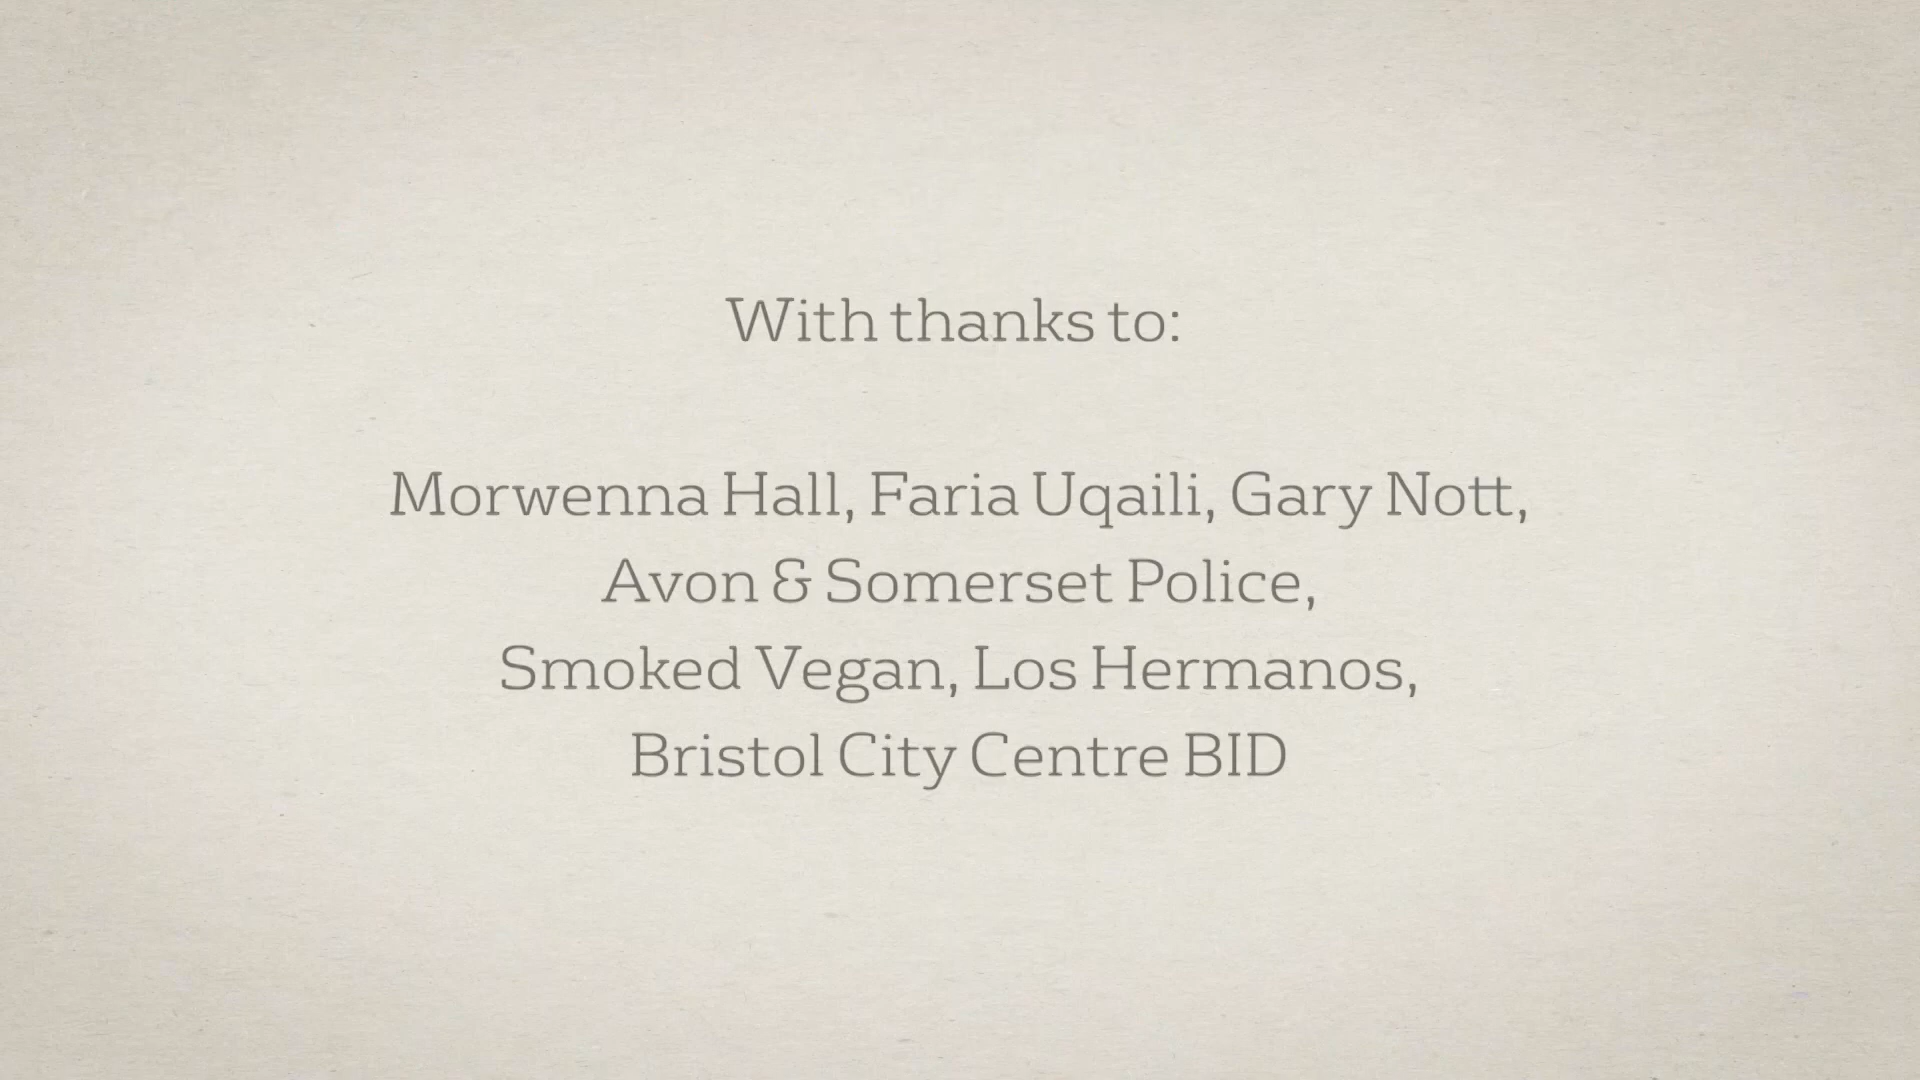 With thanks to:
Morwenna Hall, Faria Uqaili, Gary Nott,
Avon & Somerset Police,
Smoked Vegan, Los Hermanos,
Bristol City Centre BID